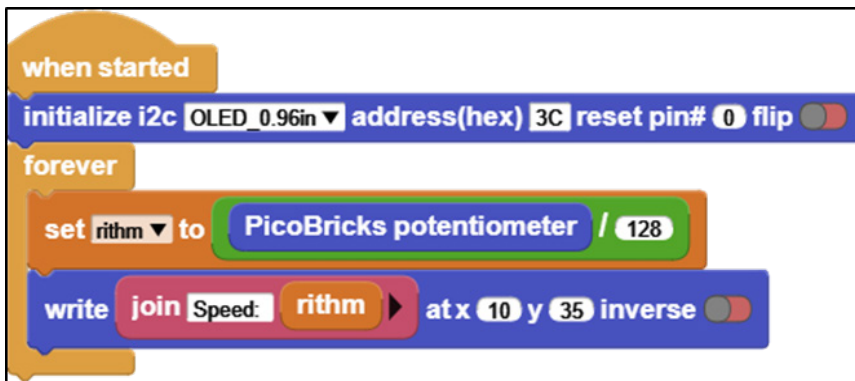 when started
initialize i2c OLED_0.96in address(hex) 3C reset pin# 0 flip
forever
set rithm to PicoBricks potentiometer / 128
write join Speed: rithm at x 10 y 35 inverse